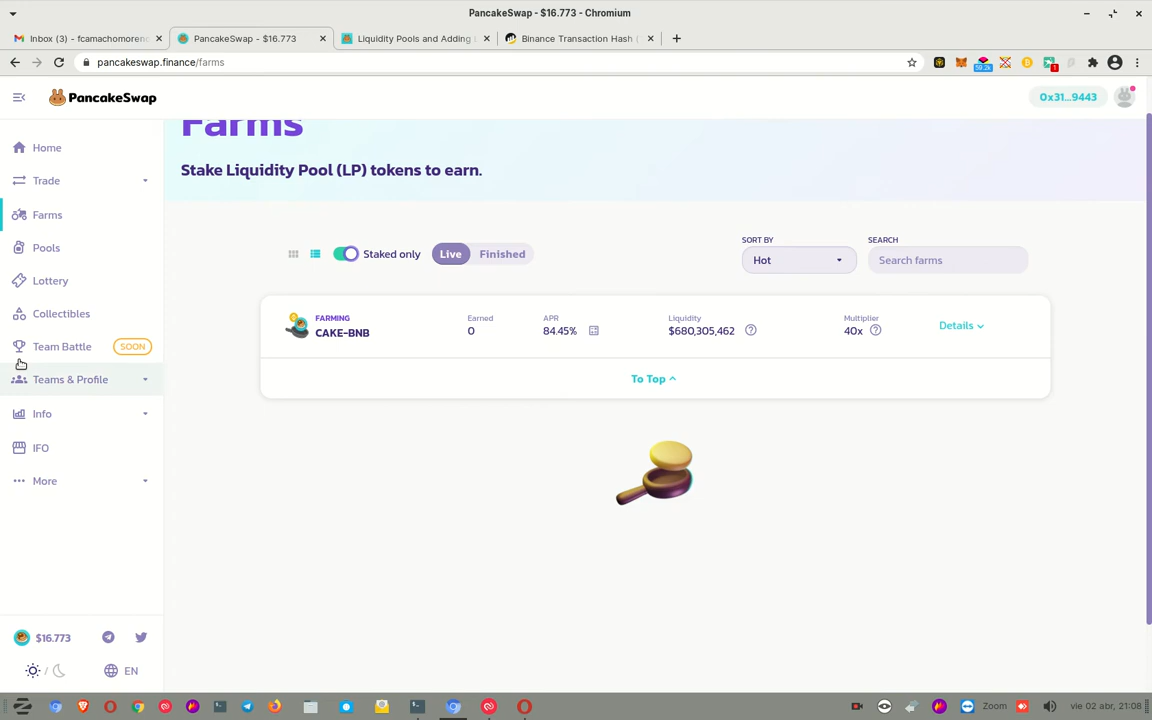 PancakeSwap - $16.773 - Chromium
Inbox (3) - fcamachomoreno
PancakeSwap - $16.773
Liquidity Pools and Adding
Binance Transaction Hash (
pancakeswap.finance/farms
1
PancakeSwap
0x31...9443
Home
Trade
Farms
Pools
Lottery
Collectibles
Team Battle
SOON
Teams & Profile
Info
IFO
More
$16.773
EN
Farms
Stake Liquidity Pool (LP) tokens to earn.
Staked only
Live
Finished
SORT BY
Hot
SEARCH
Search farms
FARMING
CAKE-BNB
Earned
0
APR
84.45%
Liquidity
$680,305,462
Multiplier
40x
Details
To Top
Zoom
vie 02 abr, 21:08